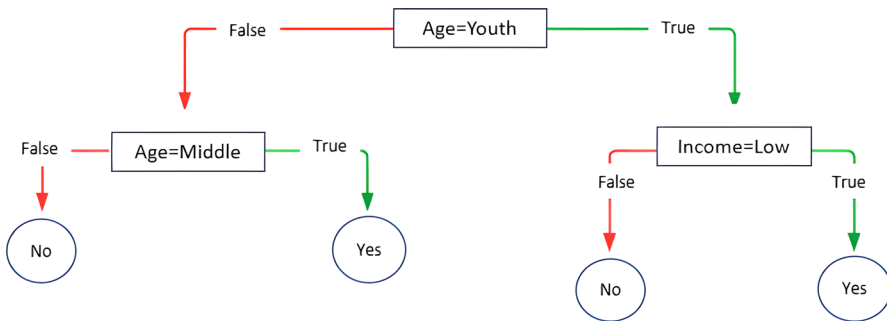 Age=Youth
False
True
Age=Middle
False
True
No
Yes
Income=Low
False
True
No
Yes